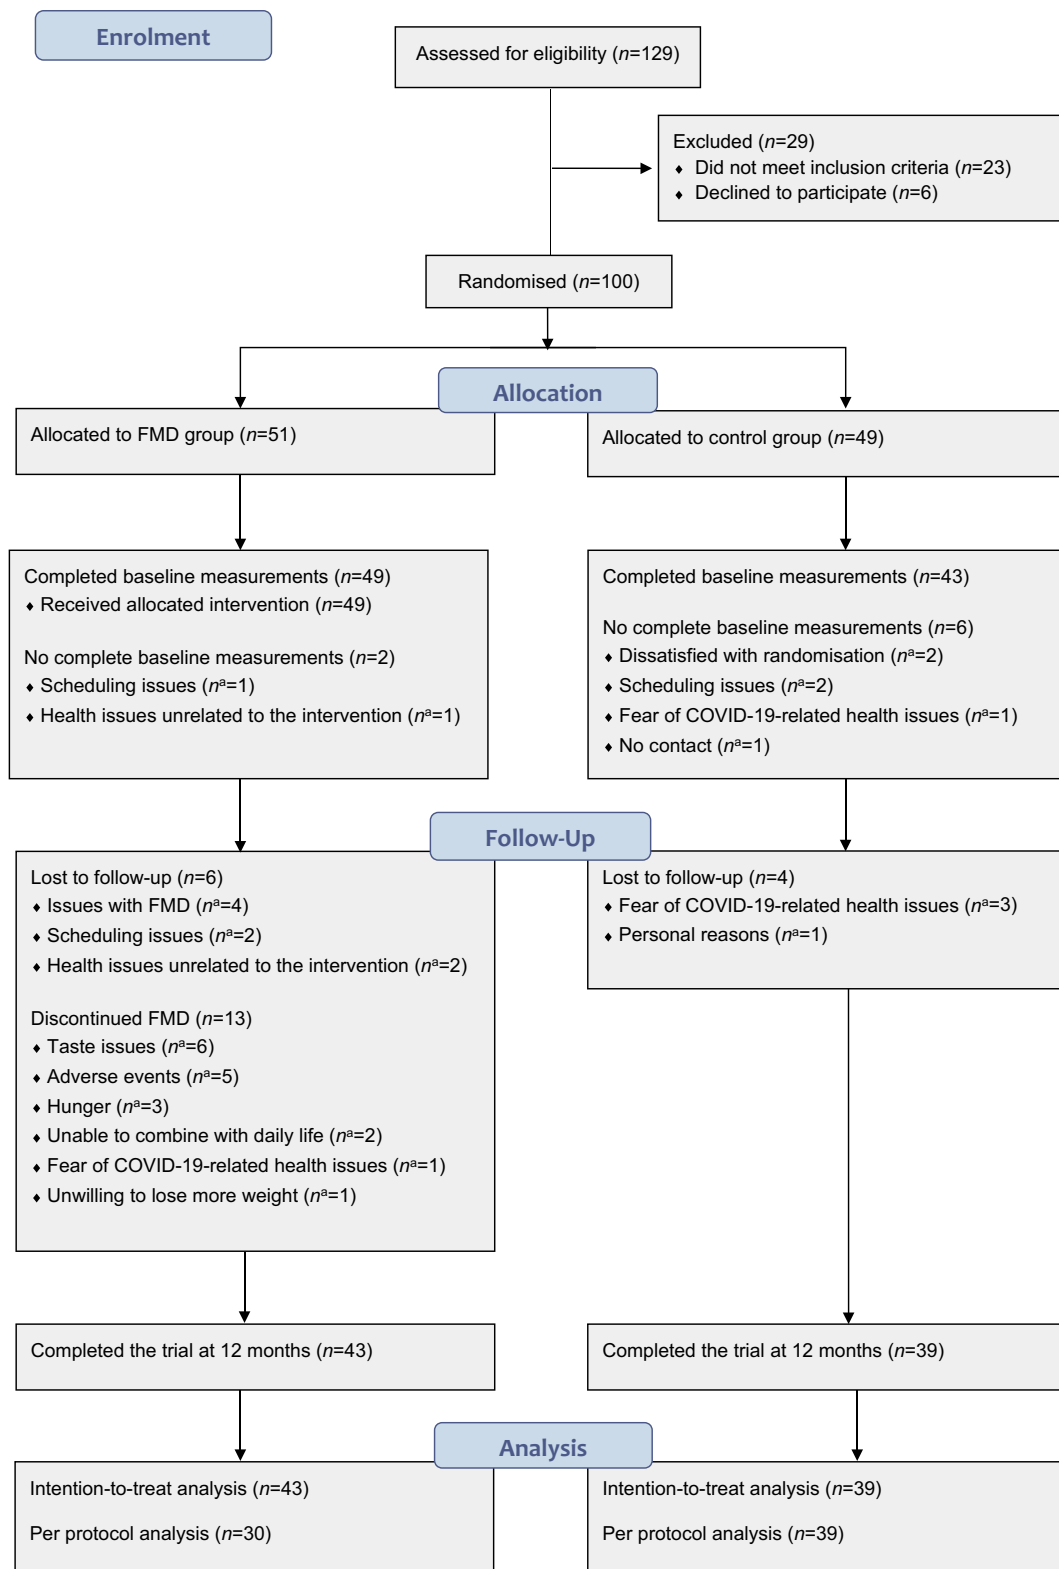 Enrolment
Assessed for eligibility (n=129)
Excluded (n=29)
♦ Did not meet inclusion criteria (n=23)
♦ Declined to participate (n=6)
Randomised (n=100)
Allocation
Allocated to FMD group (n=51)
Allocated to control group (n=49)
Completed baseline measurements (n=49)
♦ Received allocated intervention (n=49)
No complete baseline measurements (n=2)
♦ Scheduling issues (nᵃ=1)
♦ Health issues unrelated to the intervention (nᵃ=1)
Completed baseline measurements (n=43)
No complete baseline measurements (n=6)
♦ Dissatisfied with randomisation (nᵃ=2)
♦ Scheduling issues (nᵃ=2)
♦ Fear of COVID-19-related health issues (nᵃ=1)
♦ No contact (nᵃ=1)
Follow-Up
Lost to follow-up (n=6)
♦ Issues with FMD (nᵃ=4)
♦ Scheduling issues (nᵃ=2)
♦ Health issues unrelated to the intervention (nᵃ=2)
Discontinued FMD (n=13)
♦ Taste issues (nᵃ=6)
♦ Adverse events (nᵃ=5)
♦ Hunger (nᵃ=3)
♦ Unable to combine with daily life (nᵃ=2)
♦ Fear of COVID-19-related health issues (nᵃ=1)
♦ Unwilling to lose more weight (nᵃ=1)
Lost to follow-up (n=4)
♦ Fear of COVID-19-related health issues (nᵃ=3)
♦ Personal reasons (nᵃ=1)
Completed the trial at 12 months (n=43)
Completed the trial at 12 months (n=39)
Analysis
Intention-to-treat analysis (n=43)
Per protocol analysis (n=30)
Intention-to-treat analysis (n=39)
Per protocol analysis (n=39)